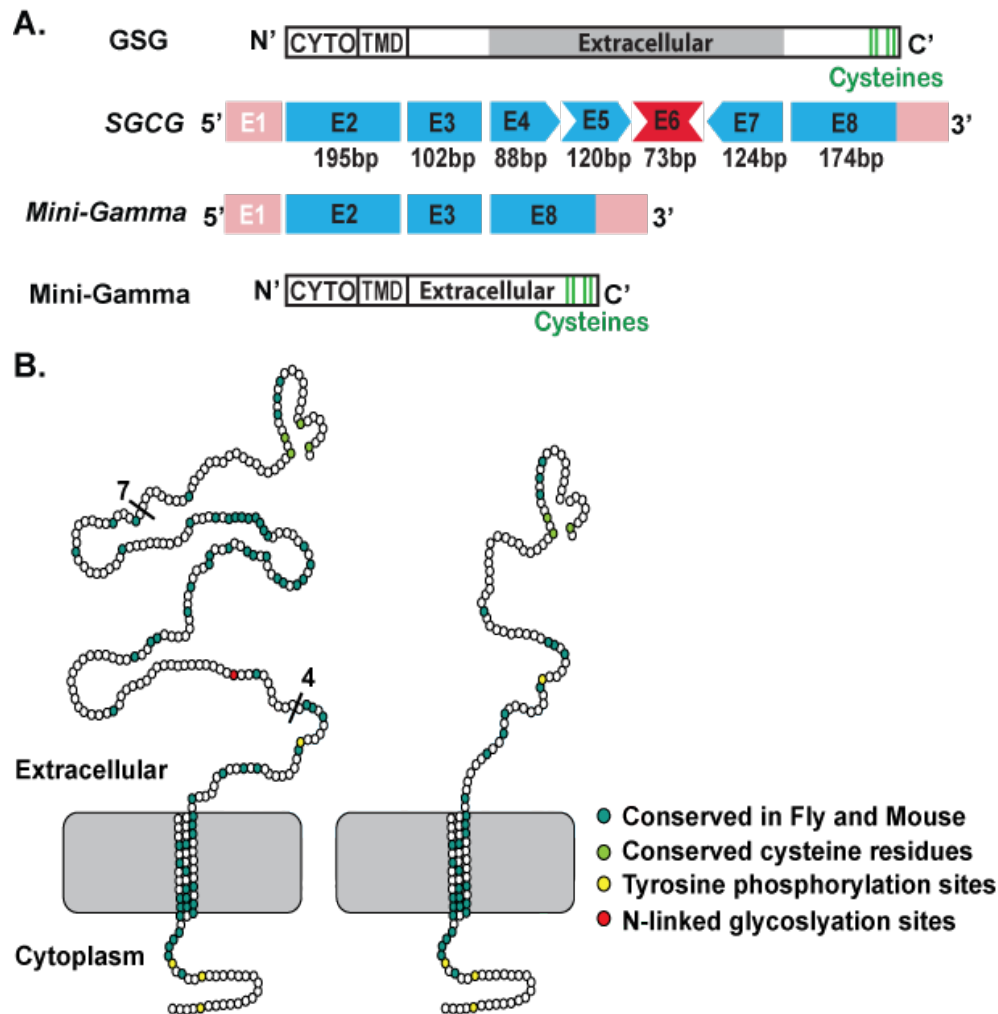 A.
GSG N' CYTO TMD Extracellular C'
Cysteines
SGCG 5' E1 E2 E3 E4 E5 E6 E7 E8 3'
195bp 102bp 88bp 120bp 73bp 124bp 174bp
Mini-Gamma 5' E1 E2 E3 E8 3'
Mini-Gamma N' CYTO TMD Extracellular C'
Cysteines
B.
7
4
Extracellular
Conserved in Fly and Mouse
Conserved cysteine residues
Tyrosine phosphorylation sites
N-linked glycoslyation sites
Cytoplasm